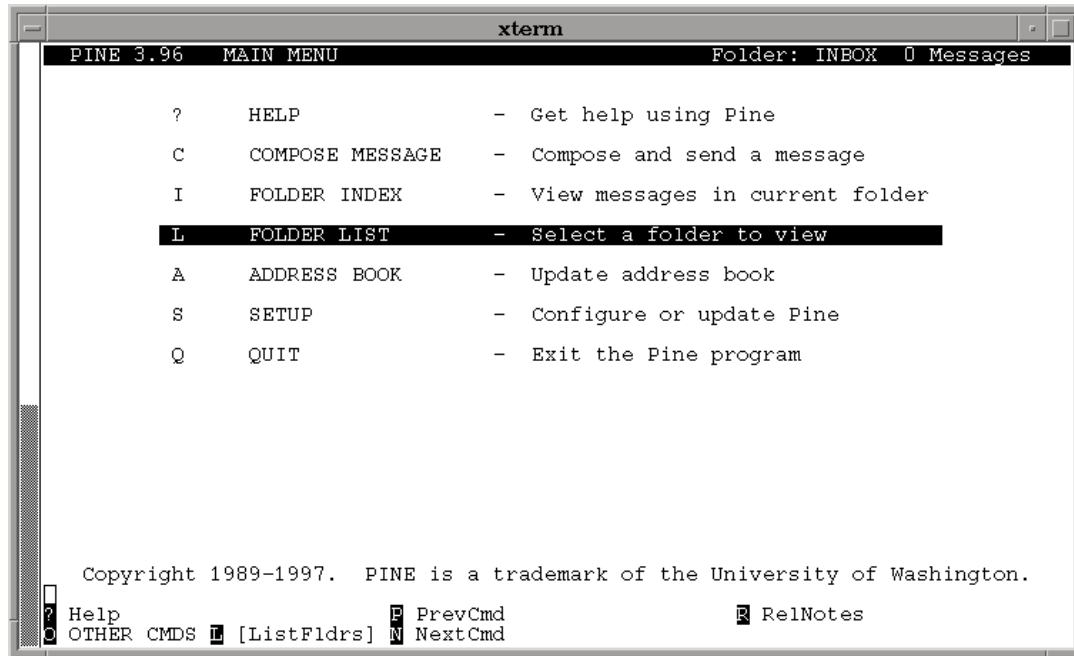 xterm
PINE 3.96 MAIN MENU Folder: INBOX 0 Messages
? HELP - Get help using Pine
C COMPOSE MESSAGE - Compose and send a message
I FOLDER INDEX - View messages in current folder
L FOLDER LIST - Select a folder to view
A ADDRESS BOOK - Update address book
S SETUP - Configure or update Pine
Q QUIT - Exit the Pine program
Copyright 1989-1997. PINE is a trademark of the University of Washington.
? Help P PrevCmd R RelNotes
O OTHER CMDS L [ListFldrs] N NextCmd